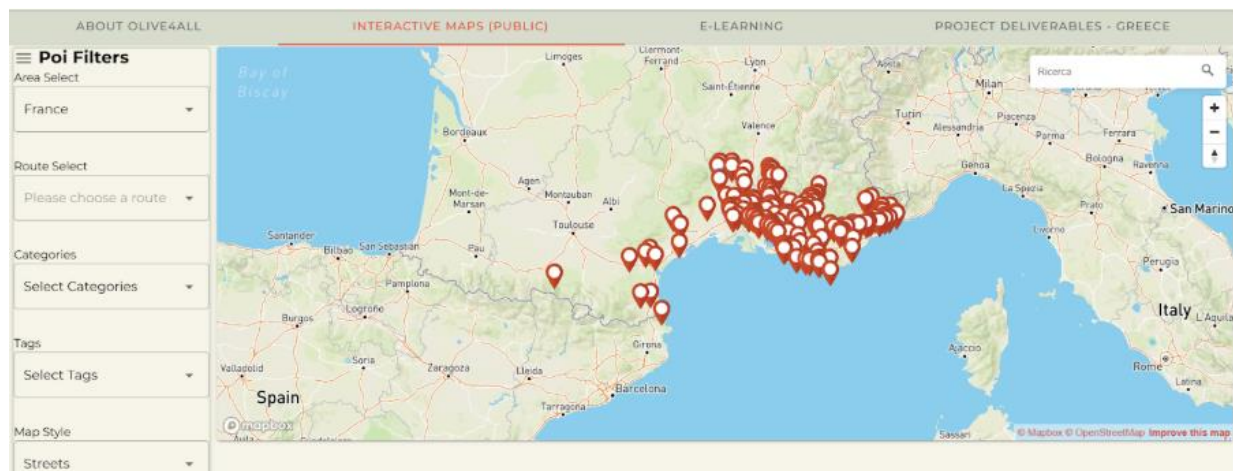 ABOUT OLIVE4ALL
INTERACTIVE MAPS (PUBLIC)
E-LEARNING
PROJECT DELIVERABLES - GREECE
Poi Filters
Area Select
France
Route Select
Please choose a route
Categories
Select Categories
Tags
Select Tags
Map Style
Streets
Ricerca
Bay of
Biscay
Limoges
Clermont-
Ferrand
Lyon
Saint-Étienne
Aosta
Milan
Turin
Piacenza
Alessandria
Parma
Ferrara
Bordeaux
Valence
Genoa
Bologna
Ravenna
La Spezia
Agen
Mont-de-
Marsan
Montauban
Albi
Toulouse
Prato
San Marino
Livorno
Santander
Bilbao
San Sebastian
Pau
Pamplona
Perugia
Logroño
Burgos
Italy
L'Aquila
Girona
Ajaccio
Soria
Valladolid
Zaragoza
Lleida
Rome
Barcelona
Latina
Spain
Tarragona
mapbox
Sassari
© Mapbox © OpenStreetMap Improve this map